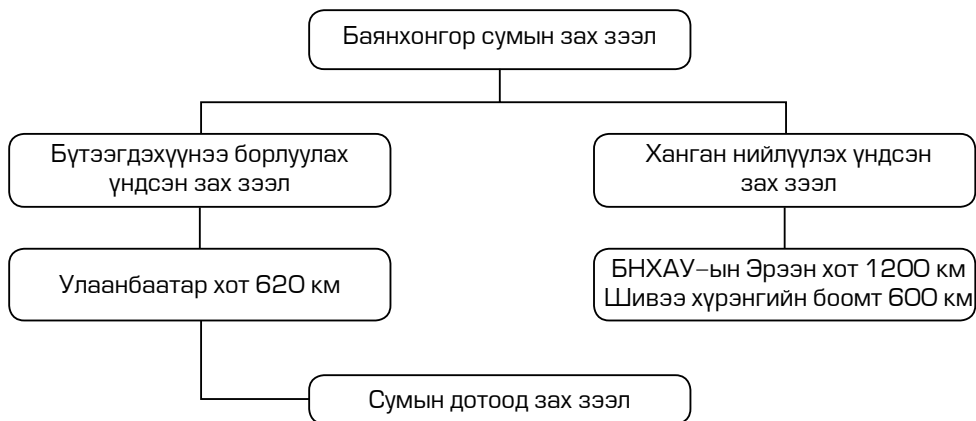 Баянхонгор сумын зах зээл
Бүтээгдэхүүнээ борлуулах
үндсэн зах зээл
Ханган нийлүүлэх үндсэн
зах зээл
Улаанбаатар хот 620 км
БНХАУ-ын Эрээн хот 1200 км
Шивээ хүрэнгийн боомт 600 км
Сумын дотоод зах зээл